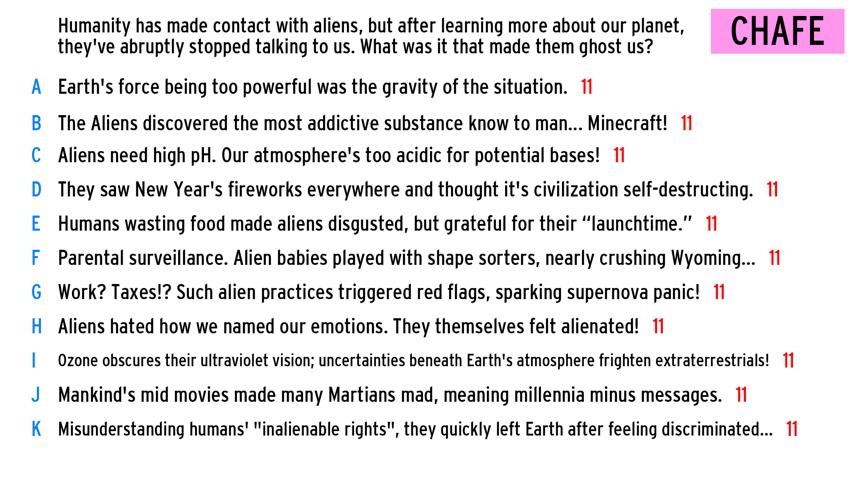 Humanity has made contact with aliens, but after learning more about our planet,
they've abruptly stopped talking to us. What was it that made them ghost us?
CHAFE
A Earth's force being too powerful was the gravity of the situation. 11
B The Aliens discovered the most addictive substance know to man... Minecraft! 11
C Aliens need high pH. Our atmosphere's too acidic for potential bases! 11
D They saw New Year's fireworks everywhere and thought it's civilization self-destructing. 11
E Humans wasting food made aliens disgusted, but grateful for their “launchtime.” 11
F Parental surveillance. Alien babies played with shape sorters, nearly crushing Wyoming... 11
G Work? Taxes!? Such alien practices triggered red flags, sparking supernova panic! 11
H Aliens hated how we named our emotions. They themselves felt alienated! 11
I Ozone obscures their ultraviolet vision; uncertainties beneath Earth's atmosphere frighten extraterrestrials! 11
J Mankind's mid movies made many Martians mad, meaning millennia minus messages. 11
K Misunderstanding humans' "inalienable rights", they quickly left Earth after feeling discriminated... 11